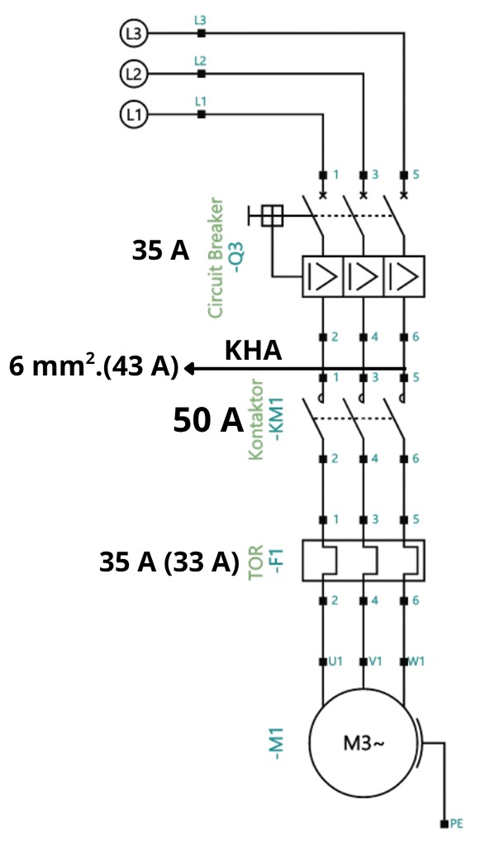 L3
L3
L2
L2
L1
L1
1 3 5
35 A
Circuit Breaker
-Q3
2 4 6
KHA
6 mm².(43 A)
1 3 5
50 A
Kontaktor
-KM1
2 4 6
1 3 5
35 A (33 A)
TOR
-F1
2 4 6
U1 V1 W1
-M1
M3~
PE